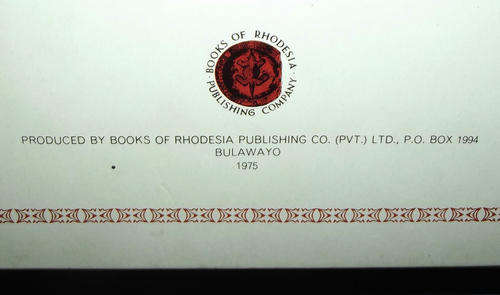 BOOKS OF RHODESIA
PUBLISHING COMPANY
PRODUCED BY BOOKS OF RHODESIA PUBLISHING CO. (PVT.) LTD., P.O. BOX 1994
BULAWAYO
1975